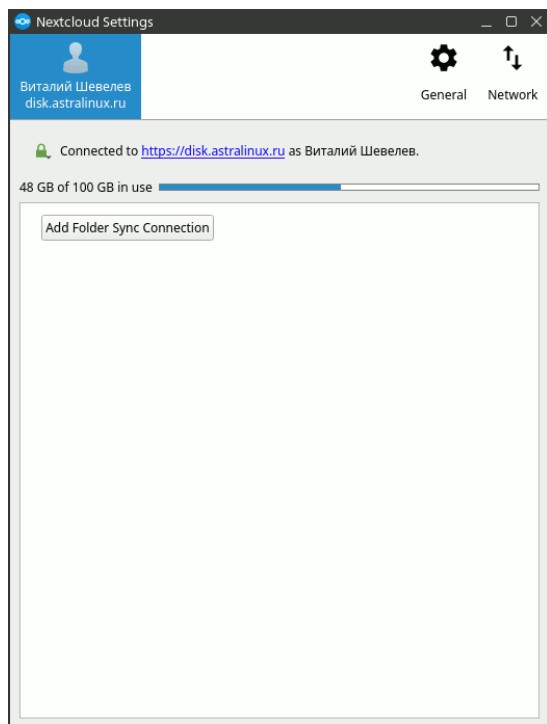 Nextcloud Settings
Виталий Шевелев
disk.astralinux.ru
General
Network
Connected to https://disk.astralinux.ru as Виталий Шевелев.
48 GB of 100 GB in use
Add Folder Sync Connection